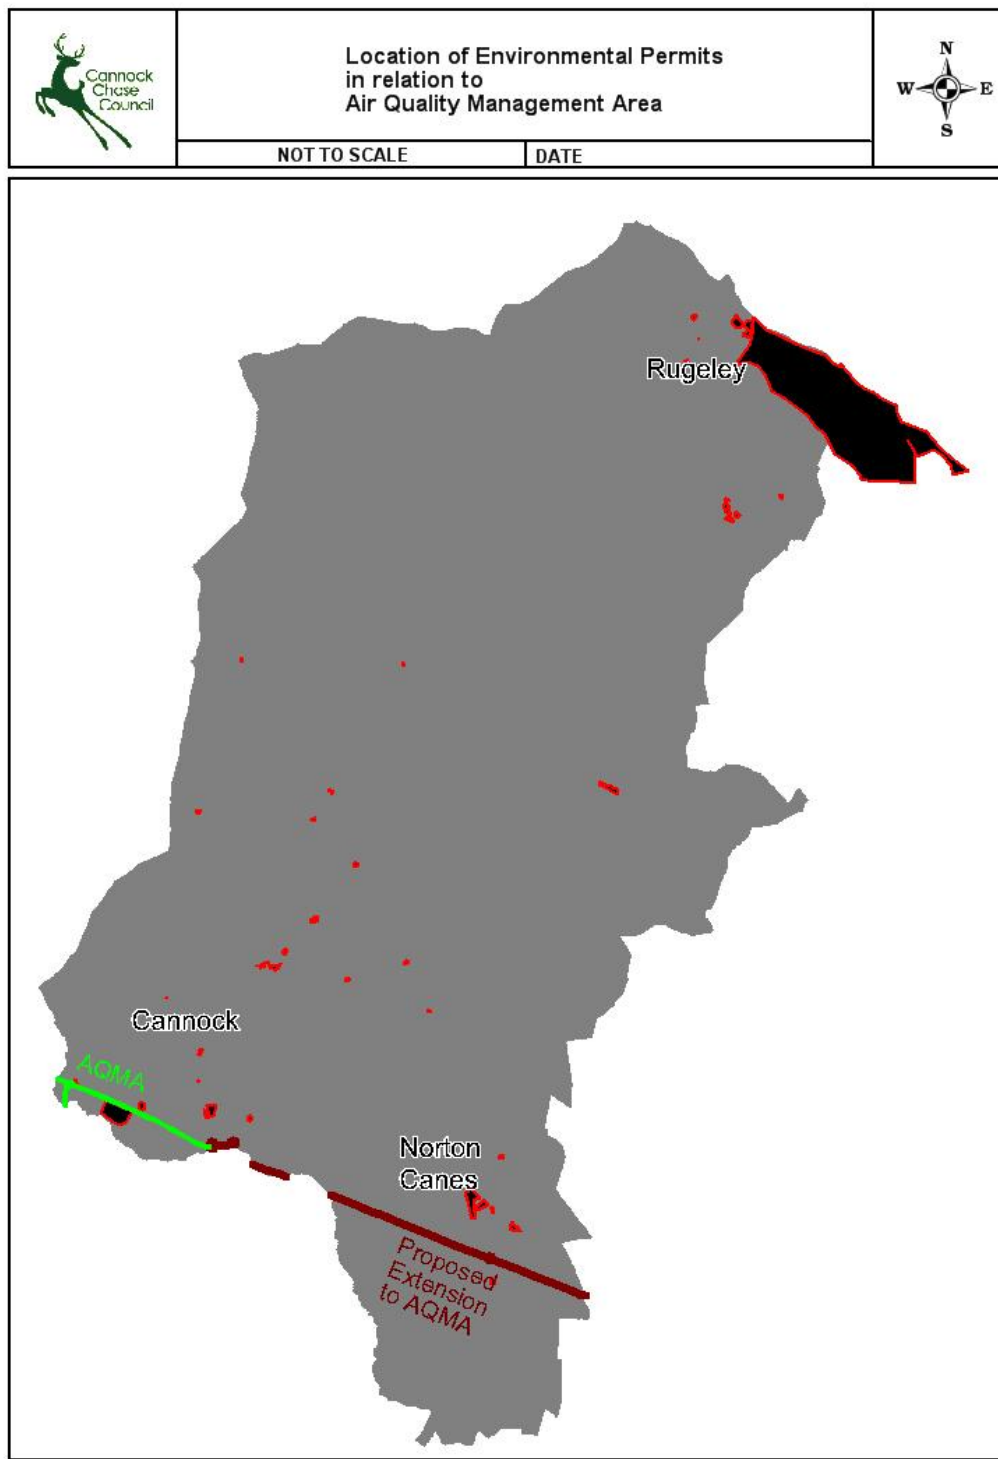 Cannock
Chase
Council
Location of Environmental Permits
in relation to
Air Quality Management Area
N
W E
S
NOT TO SCALE
DATE
Rugeley
Cannock
AQMA
Norton
Canes
Proposed
Extension
to AQMA